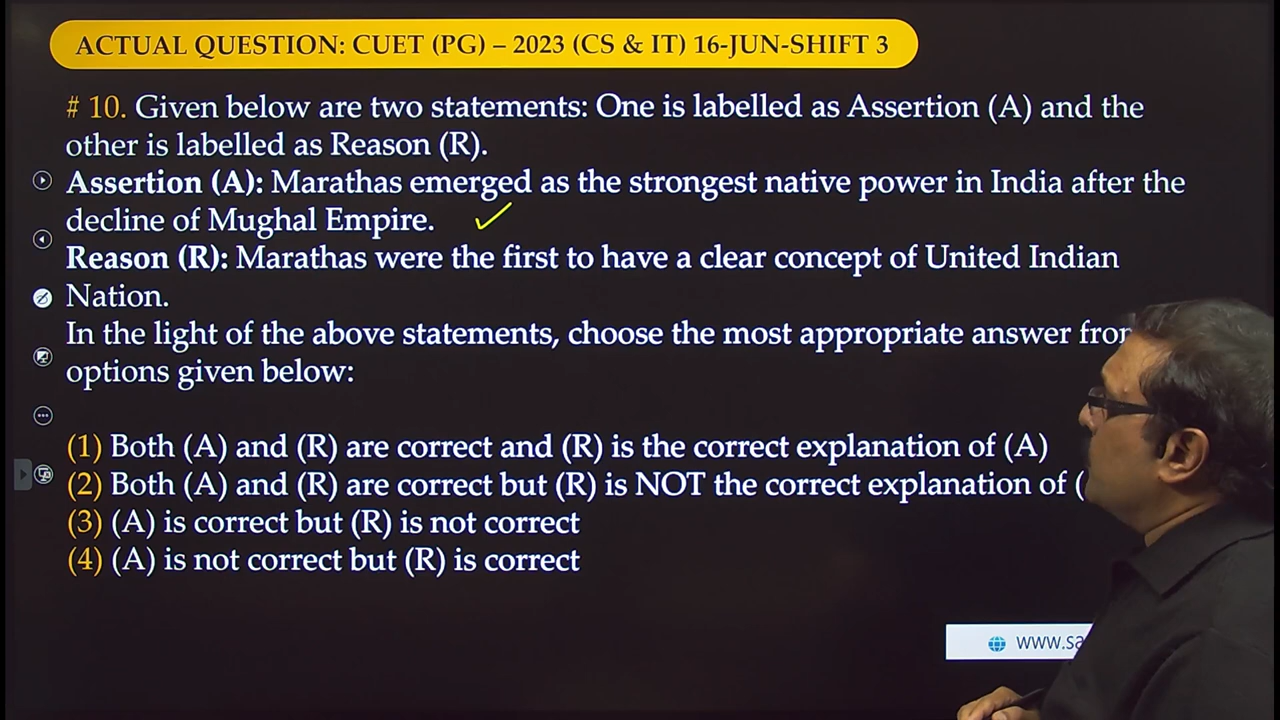 ACTUAL QUESTION: CUET (PG) – 2023 (CS & IT) 16-JUN-SHIFT 3
# 10. Given below are two statements: One is labelled as Assertion (A) and the
other is labelled as Reason (R).
Assertion (A): Marathas emerged as the strongest native power in India after the
decline of Mughal Empire.
Reason (R): Marathas were the first to have a clear concept of United Indian
Nation.
In the light of the above statements, choose the most appropriate answer
options given below:
(1) Both (A) and (R) are correct and (R) is the correct explanation of (A)
(2) Both (A) and (R) are correct but (R) is NOT the correct explanation of (
(3) (A) is correct but (R) is not correct
(4) (A) is not correct but (R) is correct